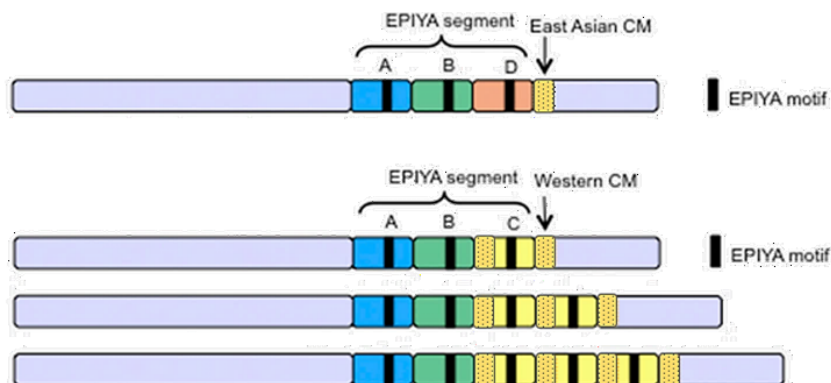 EPIYA segment
East Asian CM
A B D
EPIYA motif
EPIYA segment
Western CM
A B C
EPIYA motif